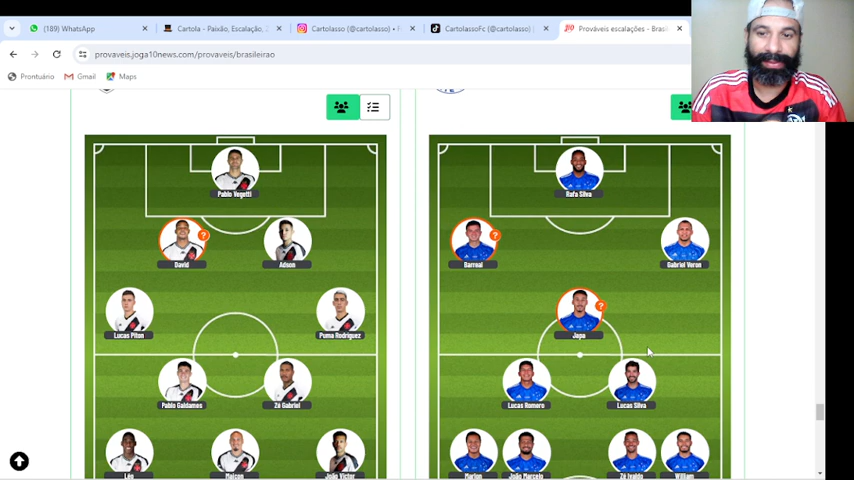 (189) WhatsApp
Cartola - Paixão, Escalação,
Cartolasso (@cartolasso) •
CartolassoFc (@cartolasso)
Prováveis escalações - Brasil
provaveis.joga10news.com/provaveis/brasileirao
Prontuário
Gmail
Maps
Pablo Vegetti
Rafa Silva
?
?
David
Adson
Barreal
Gabriel Veron
?
Lucas Piton
Puma Rodríguez
Japa
Pablo Galdames
Zé Gabriel
Lucas Romero
Lucas Silva
Léo
Maicon
João Victor
Marlon
João Marcelo
Zé Ivaldo
William